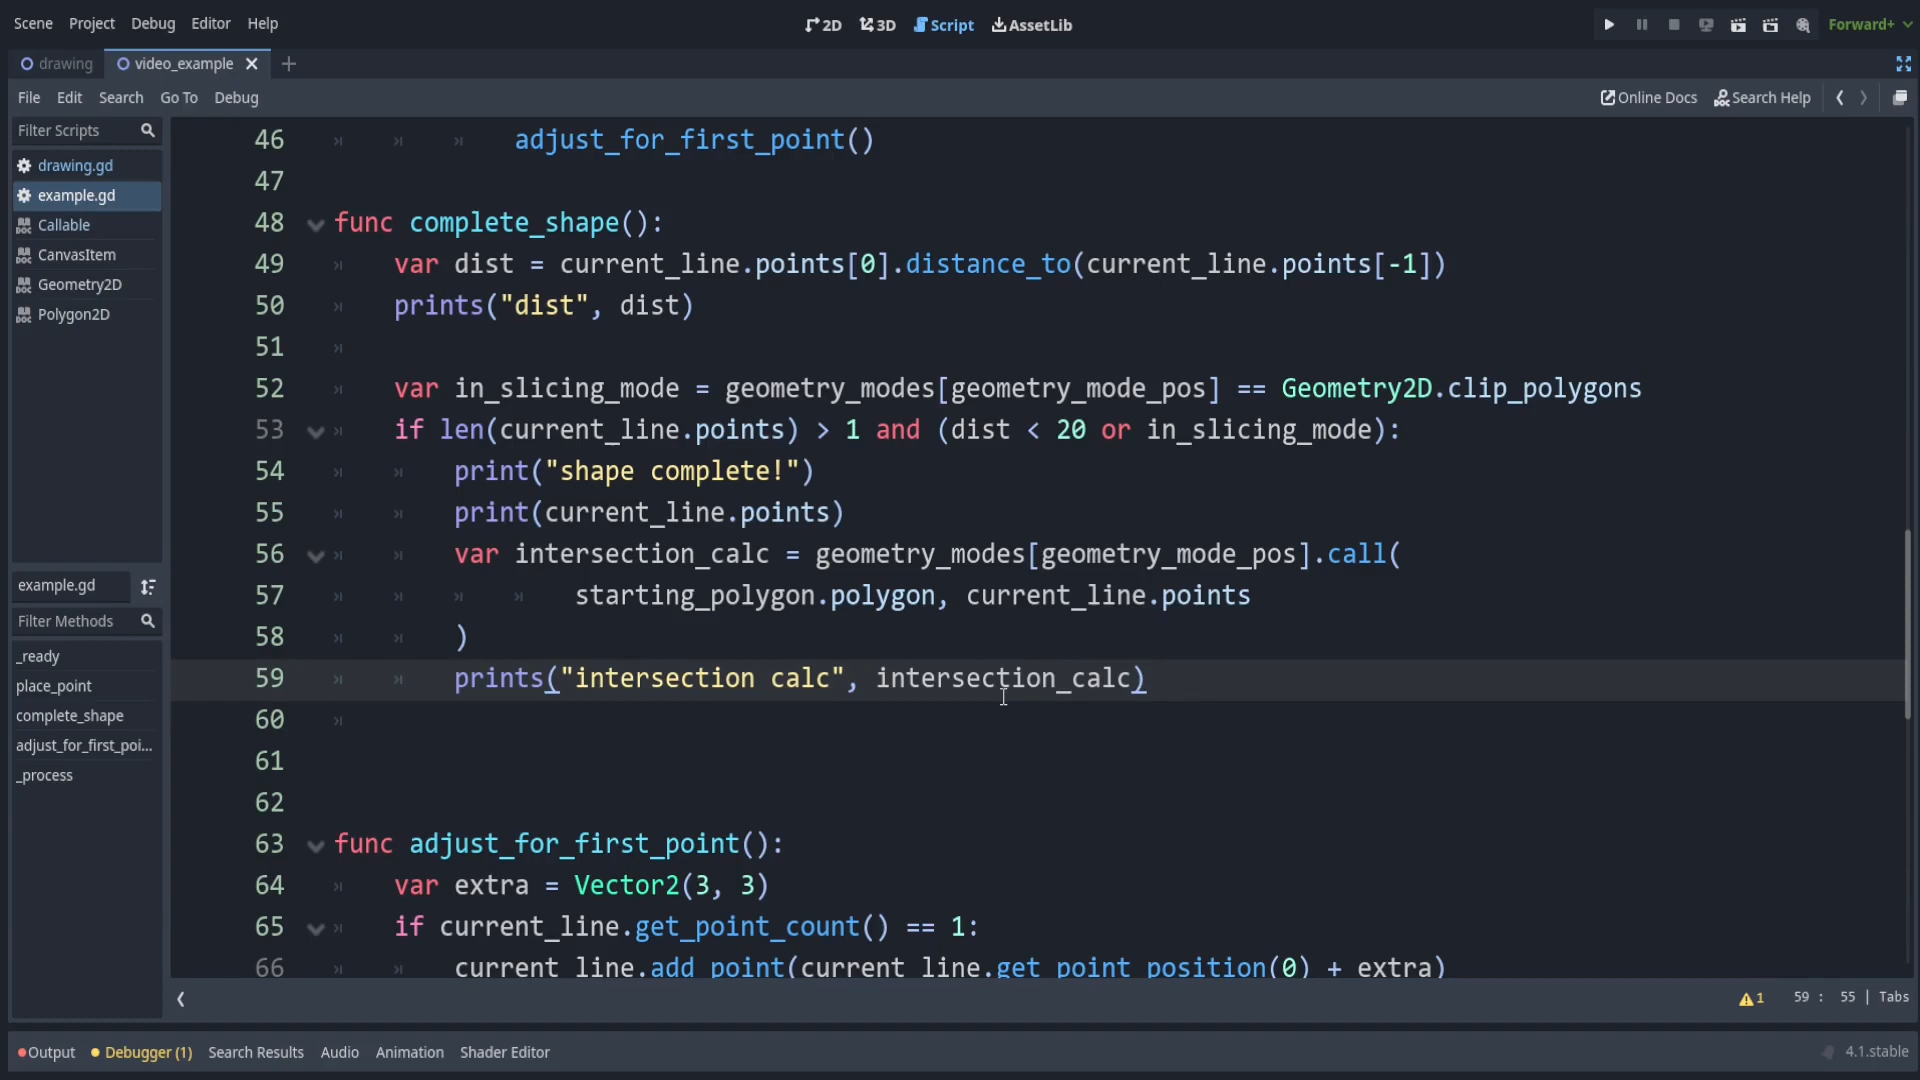 Scene Project Debug Editor Help
2D 3D Script AssetLib
Forward+
drawing
video_example
File Edit Search Go To Debug
Online Docs Search Help
Filter Scripts
drawing.gd
example.gd
Callable
CanvasItem
Geometry2D
Polygon2D
example.gd
Filter Methods
_ready
place_point
complete_shape
adjust_for_first_poi...
_process
46 adjust_for_first_point()
47
48 func complete_shape():
49 var dist = current_line.points[0].distance_to(current_line.points[-1])
50 prints("dist", dist)
51
52 var in_slicing_mode = geometry_modes[geometry_mode_pos] == Geometry2D.clip_polygons
53 if len(current_line.points) > 1 and (dist < 20 or in_slicing_mode):
54 print("shape complete!")
55 print(current_line.points)
56 var intersection_calc = geometry_modes[geometry_mode_pos].call(
57 starting_polygon.polygon, current_line.points
58 )
59 prints("intersection calc", intersection_calc)
60
61
62
63 func adjust_for_first_point():
64 var extra = Vector2(3, 3)
65 if current_line.get_point_count() == 1:
66 current_line.add_point(current_line.get_point_position(0) + extra)
1 59 : 55 | Tabs
Output Debugger (1) Search Results Audio Animation Shader Editor
4.1.stable